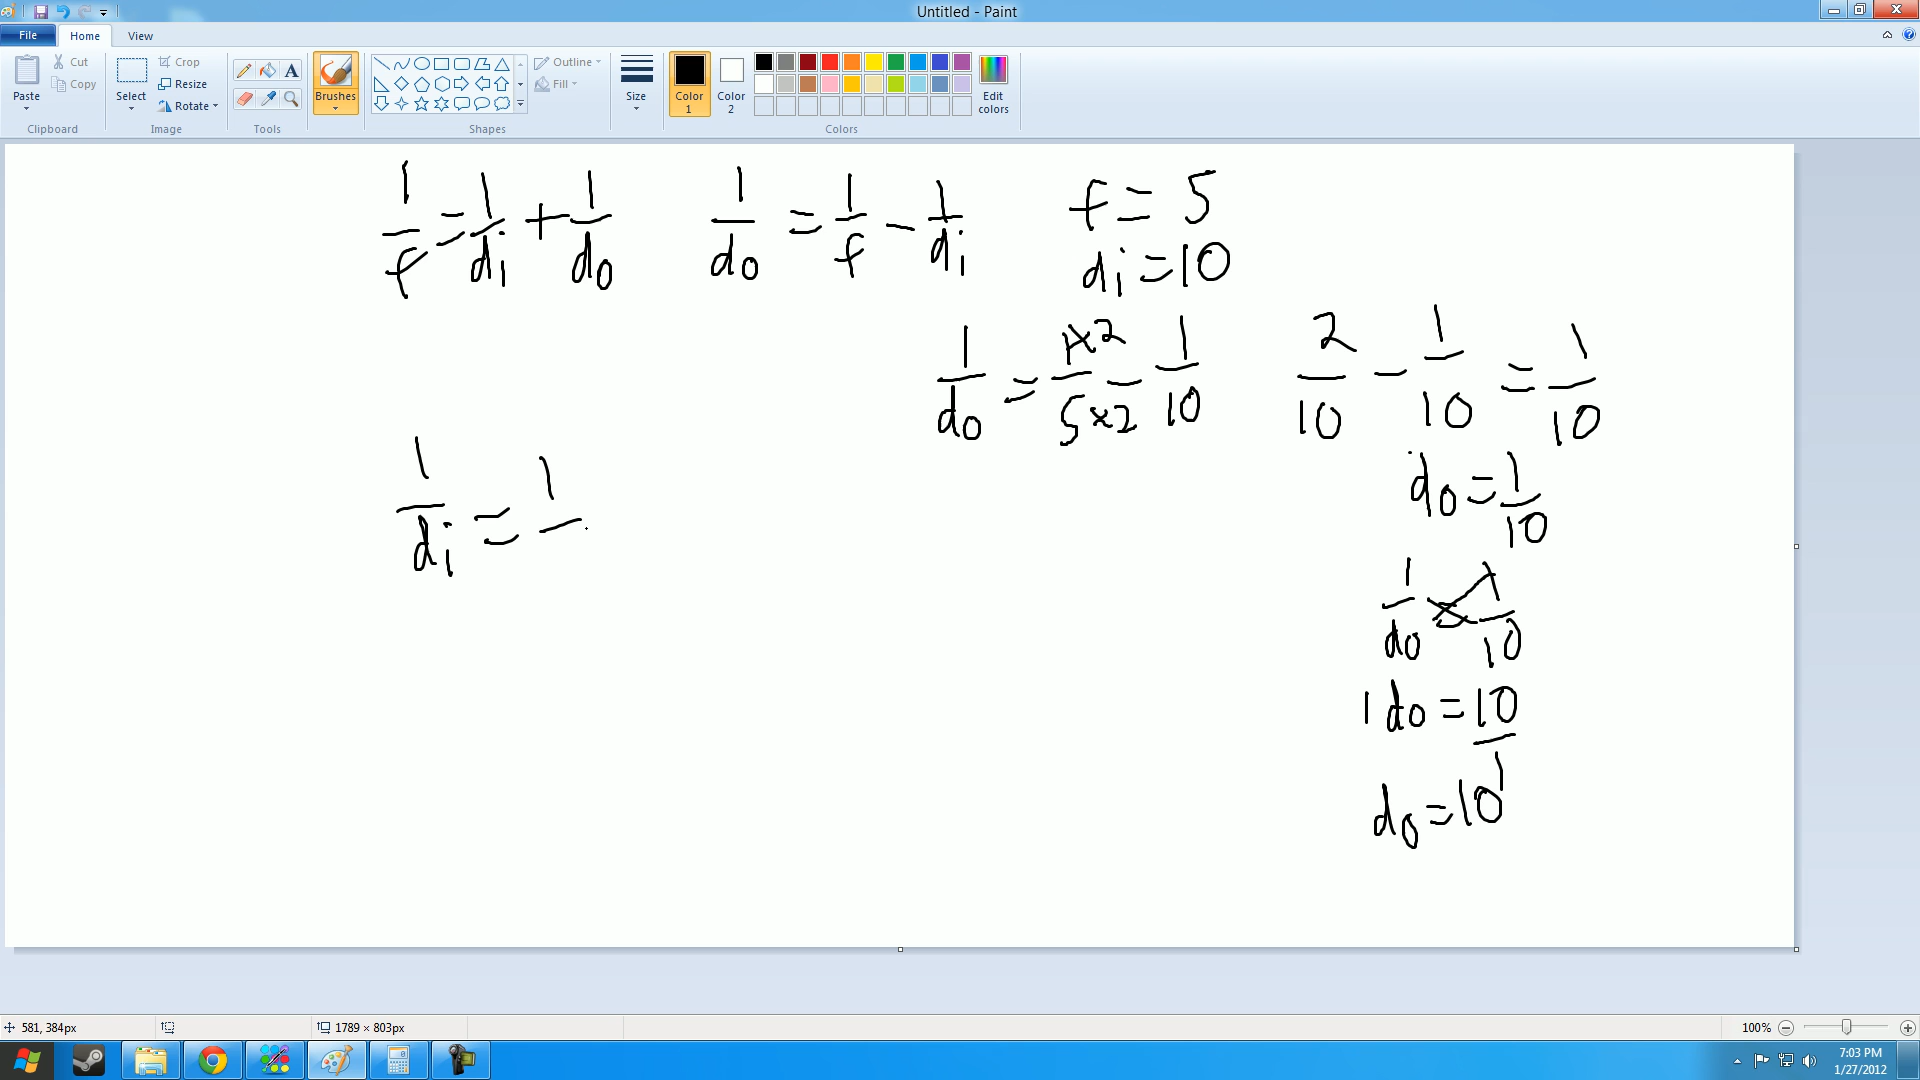 Untitled - Paint
File Home View
Paste Cut Copy Select Crop Resize Rotate Brushes Outline Fill Size Color 1 Color 2 Edit colors
Clipboard Image Tools Shapes Colors
1/f = 1/di + 1/do 1/do = 1/f - 1/di f = 5
di = 10
1/do = 1x2/5x2 - 1/10 2/10 - 1/10 = 1/10
do = 1/10
1/di = 1/
1/do = 1/10
1do = 10/1
do = 10
581, 384px 1789 × 803px 100%
7:03 PM
1/27/2012